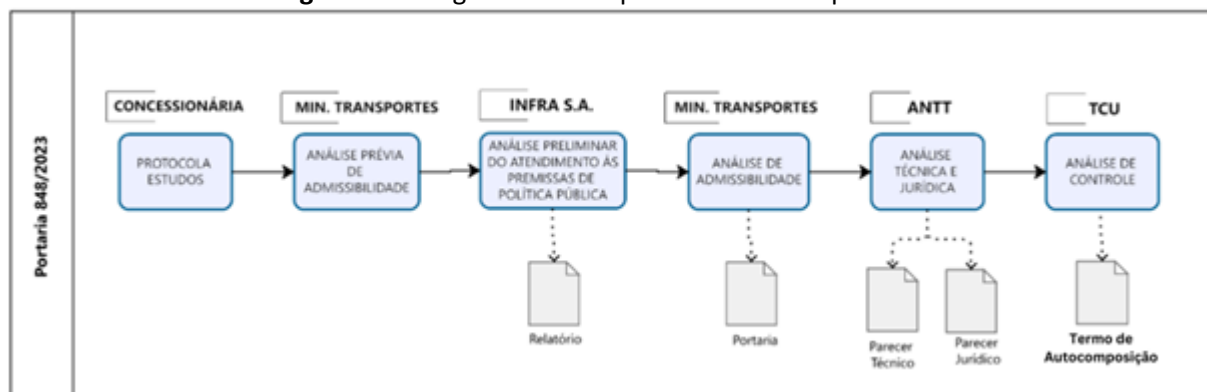 Portaria 848/2023
CONCESSIONÁRIA
PROTOCOLA
ESTUDOS
MIN. TRANSPORTES
ANÁLISE PRÉVIA
DE
ADMISSIBILIDADE
INFRA S.A.
ANÁLISE PRELIMINAR
DO ATENDIMENTO ÀS
PREMISSAS DE
POLÍTICA PÚBLICA
Relatório
MIN. TRANSPORTES
ANÁLISE DE
ADMISSIBILIDADE
Portaria
ANTT
ANÁLISE
TÉCNICA E
JURÍDICA
Parecer
Técnico
Parecer
Jurídico
TCU
ANÁLISE DE
CONTROLE
Termo de
Autocomposição